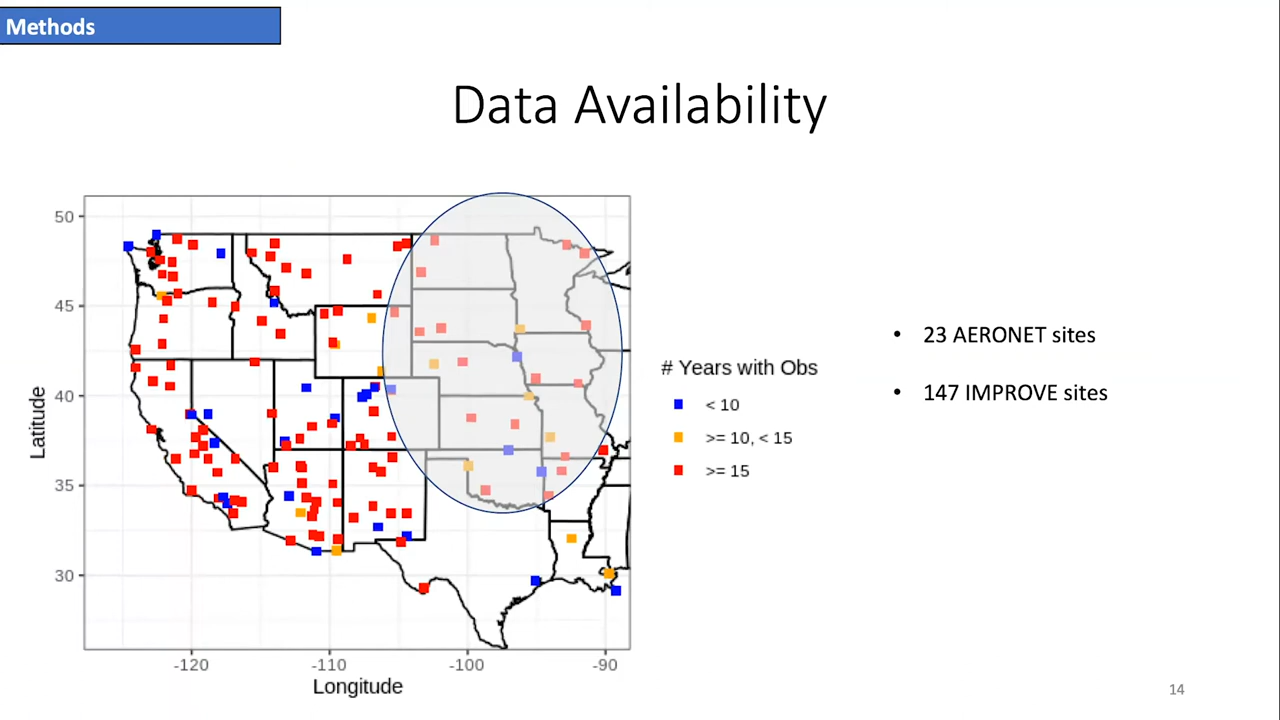 Methods
Data Availability
50
45
40
35
30
Latitude
-120 -110 -100 -90
Longitude
# Years with Obs
< 10
>= 10, < 15
>= 15
• 23 AERONET sites
• 147 IMPROVE sites
14